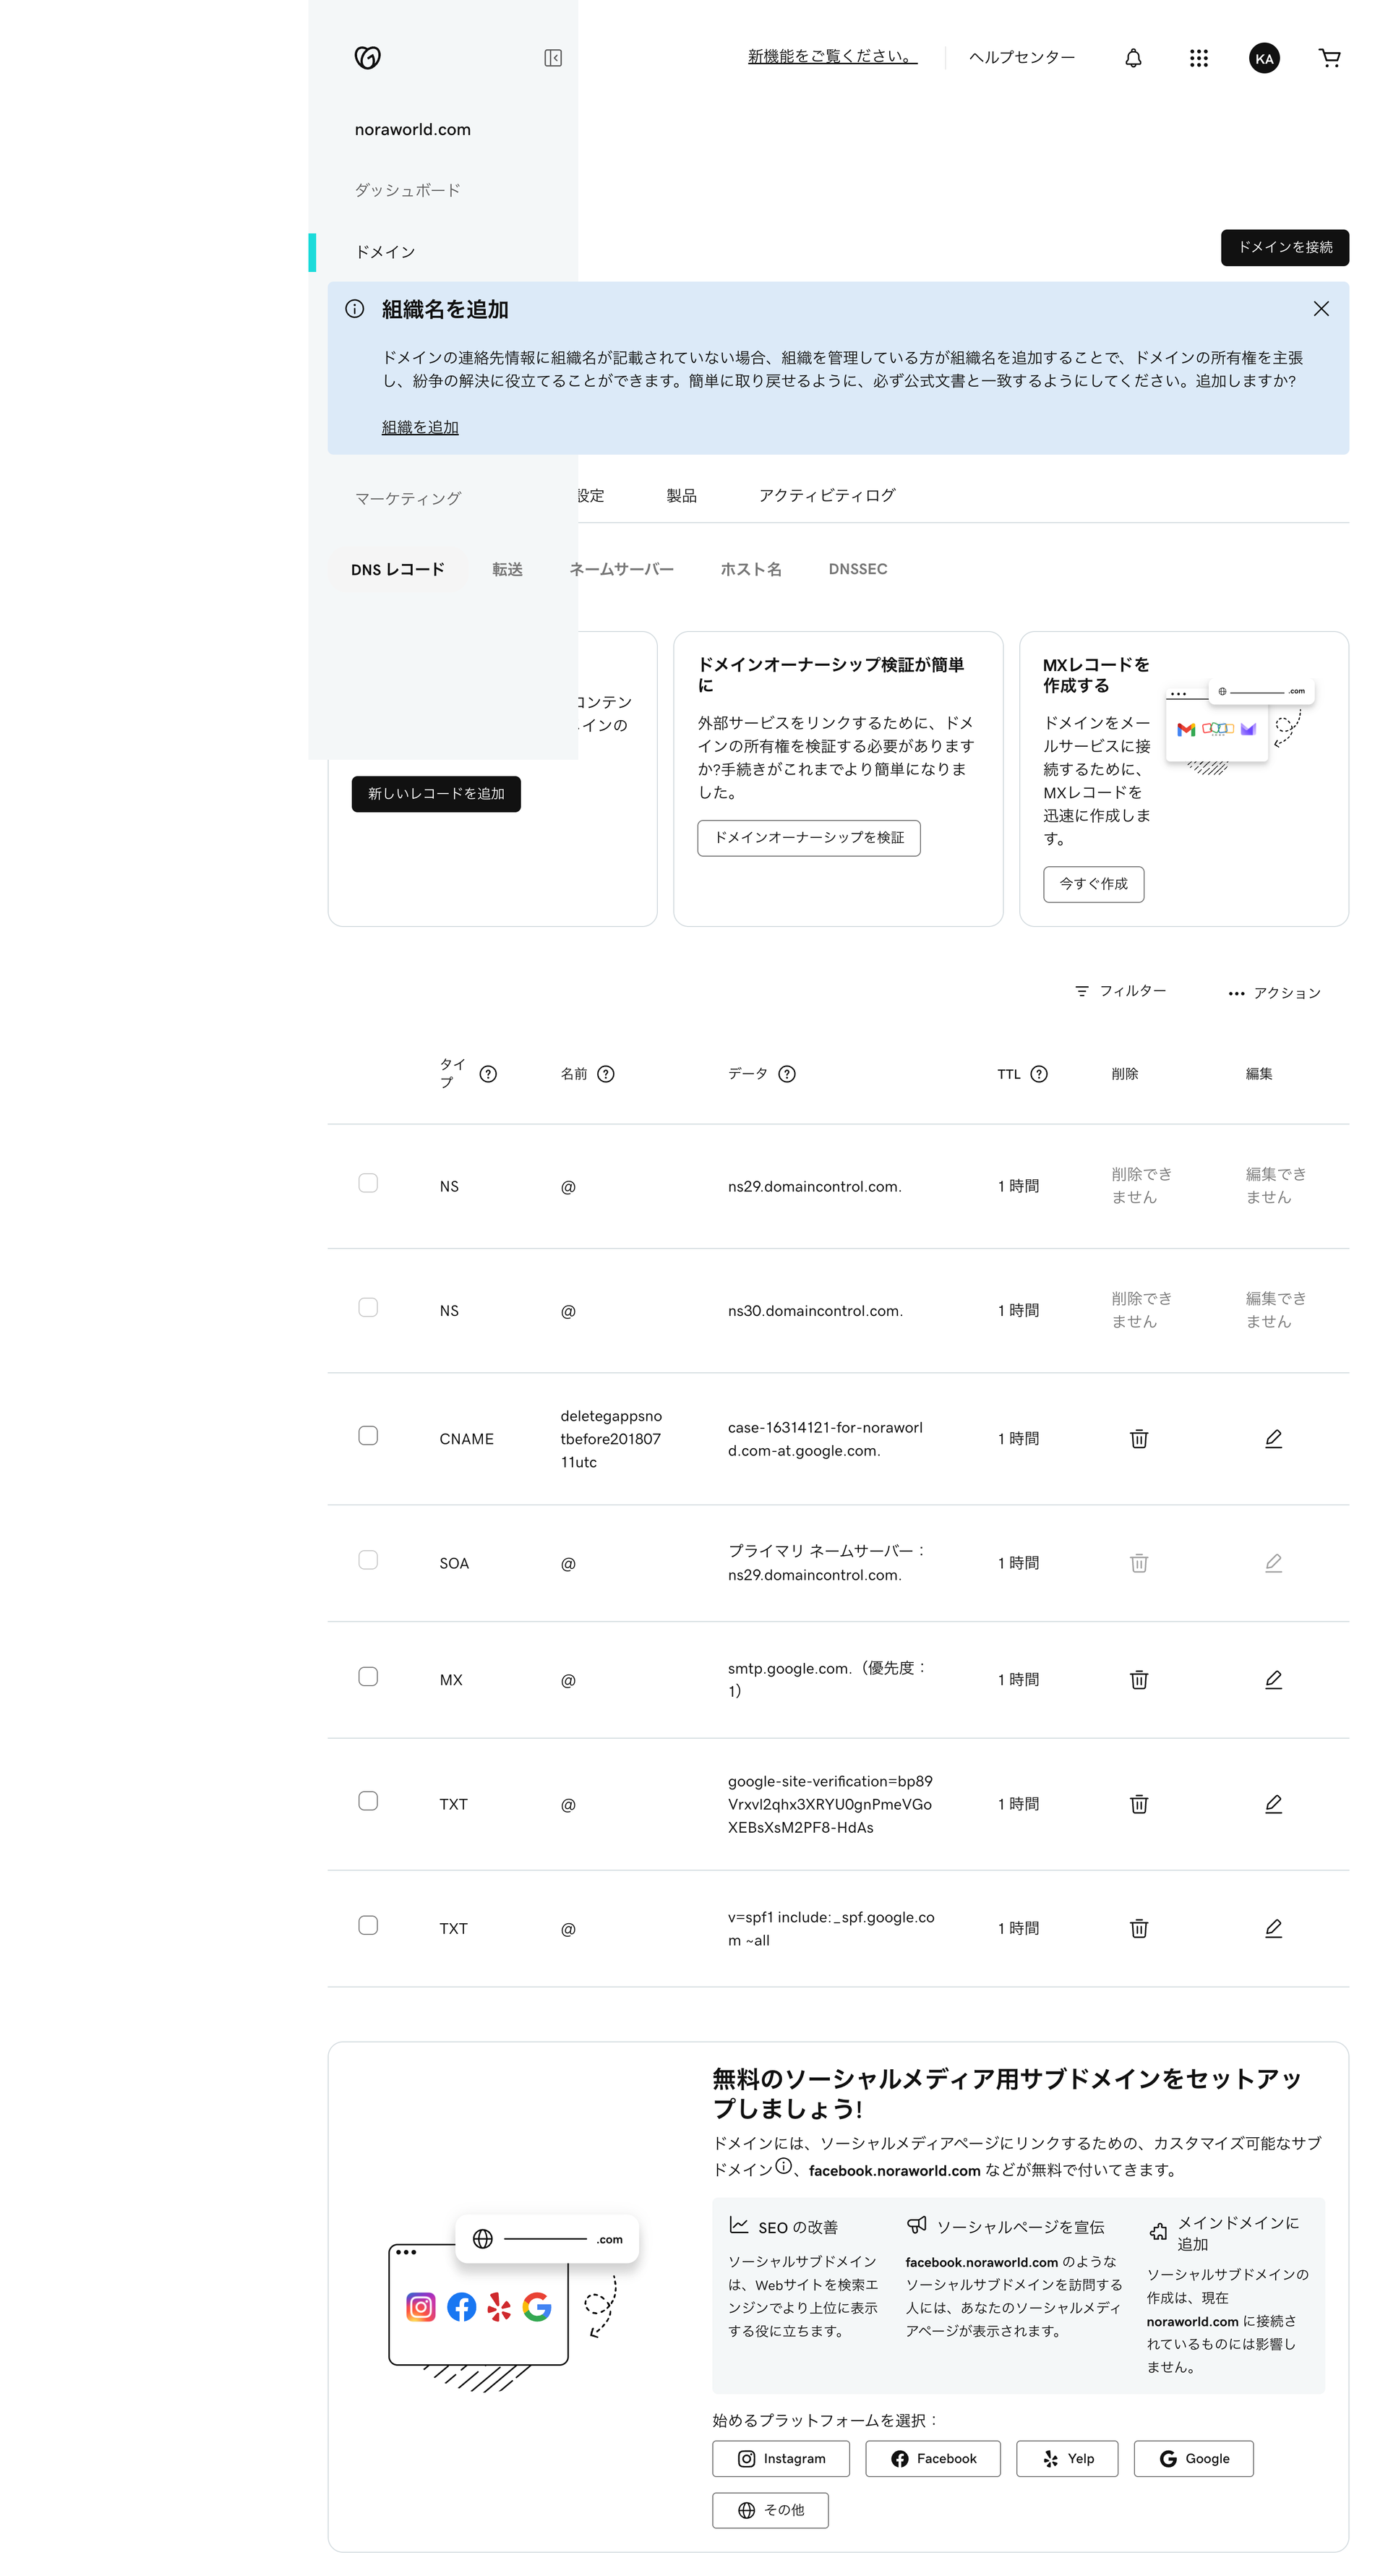 新機能をご覧ください。
ヘルプセンター
KA
noraworld.com
ダッシュボード
ドメイン
ドメインを接続
組織名を追加
ドメインの連絡先情報に組織名が記載されていない場合、組織を管理している方が組織名を追加することで、ドメインの所有権を主張
し、紛争の解決に役立てることができます。簡単に取り戻せるように、必ず公式文書と一致するようにしてください。追加しますか?
組織を追加
マーケティング
設定 製品 アクティビティログ
DNS レコード 転送 ネームサーバー ホスト名 DNSSEC
コンテン
インの
新しいレコードを追加
ドメインオーナーシップ検証が簡単
に
外部サービスをリンクするために、ドメ
インの所有権を検証する必要があります
か?手続きがこれまでより簡単になりま
した。
ドメインオーナーシップを検証
MXレコードを
作成する
ドメインをメー
ルサービスに接
続するために、
MXレコードを
迅速に作成しま
す。
.com
今すぐ作成
フィルター
アクション
タイ
プ
名前 データ TTL 削除 編集
NS @ ns29.domaincontrol.com. 1 時間
削除でき
ません
編集でき
ません
NS @ ns30.domaincontrol.com. 1 時間
削除でき
ません
編集でき
ません
CNAME
deletegappsno
tbefore201807
11utc
case-16314121-for-noraworl
d.com-at.google.com.
1 時間
SOA @
プライマリ ネームサーバー：
ns29.domaincontrol.com.
1 時間
MX @
smtp.google.com.（優先度：
1）
1 時間
TXT @
google-site-verification=bp89
Vrxvl2qhx3XRYU0gnPmeVGo
XEBsXsM2PF8-HdAs
1 時間
TXT @
v=spf1 include:_spf.google.co
m ~all
1 時間
.com
無料のソーシャルメディア用サブドメインをセットアッ
プしましょう!
ドメインには、ソーシャルメディアページにリンクするための、カスタマイズ可能なサブ
ドメイン、facebook.noraworld.com などが無料で付いてきます。
SEO の改善
ソーシャルサブドメイン
は、Webサイトを検索エ
ンジンでより上位に表示
する役に立ちます。
ソーシャルページを宣伝
facebook.noraworld.com のような
ソーシャルサブドメインを訪問する
人には、あなたのソーシャルメディ
アページが表示されます。
メインドメインに
追加
ソーシャルサブドメインの
作成は、現在
noraworld.com に接続さ
れているものには影響し
ません。
始めるプラットフォームを選択：
Instagram
Facebook
Yelp
Google
その他